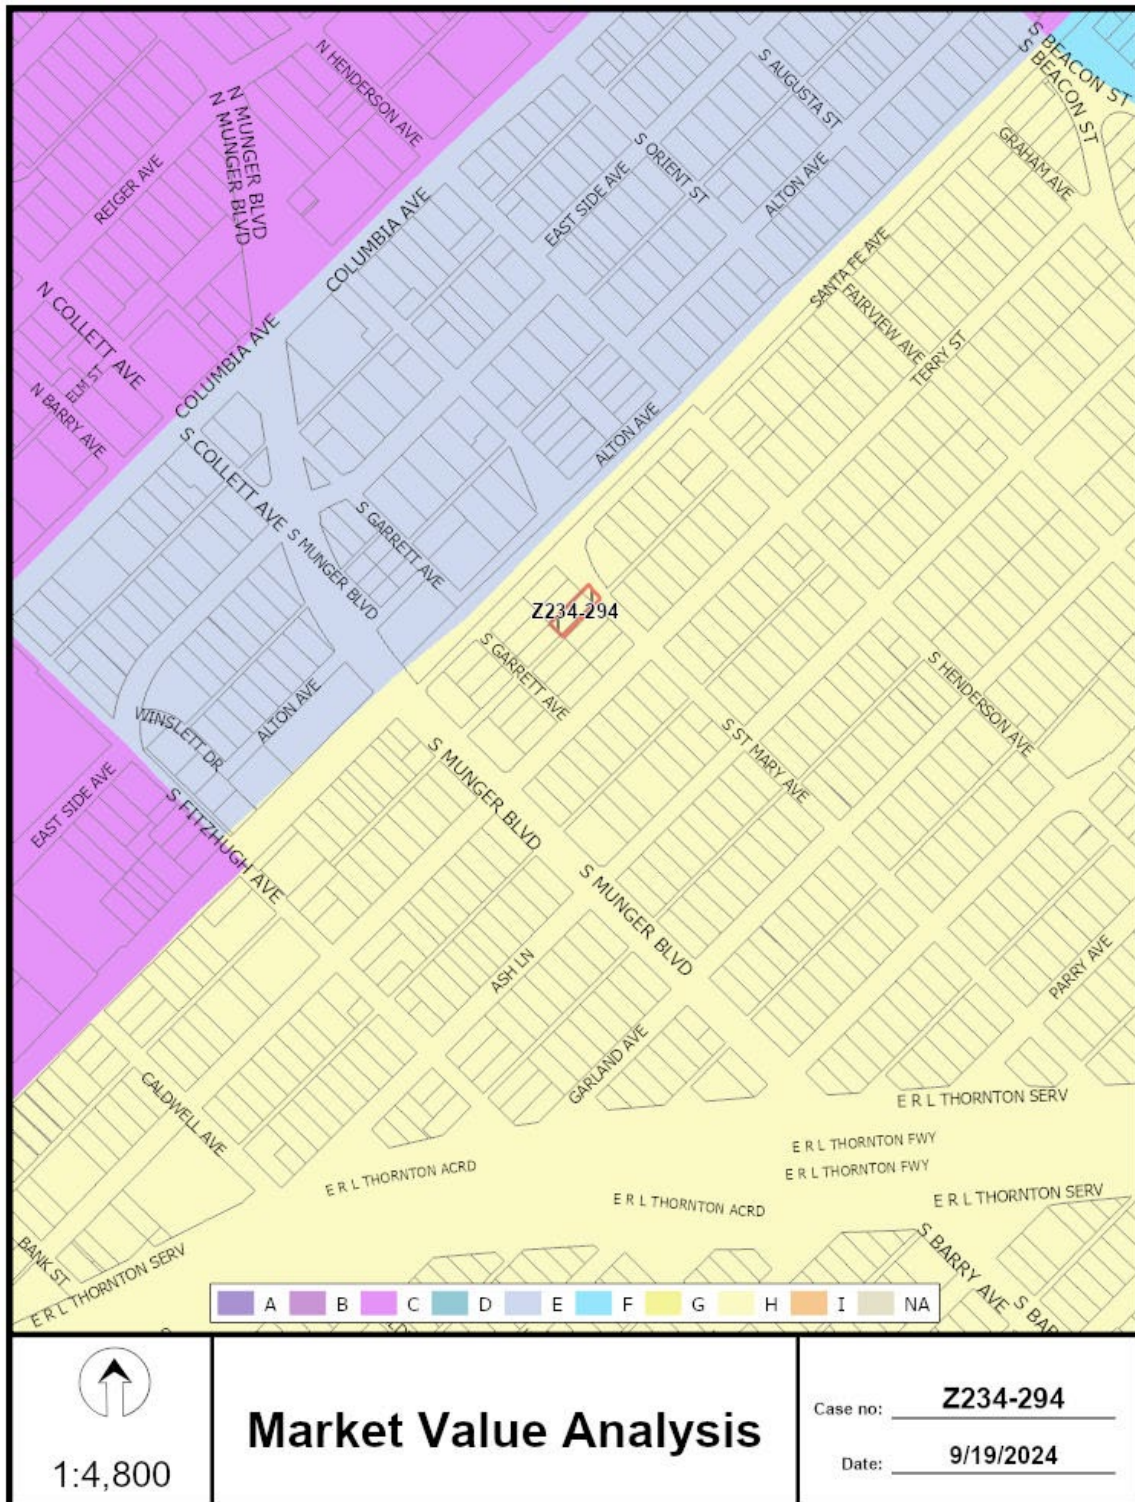 S BEACON ST
S BEACON ST
N HENDERSON AVE
S AUGUSTA ST
N MUNGER BLVD
N MUNGER BLVD
GRAHAM AVE
S ORIENT ST
REIGER AVE
EAST SIDE AVE
ALTON AVE
COLUMBIA AVE
SANTA FE AVE
N COLLETT AVE
FAIRVIEW AVE
COLUMBIA AVE
TERRY ST
ELM ST
N BARRY AVE
ALTON AVE
S COLLETT AVE
S GARRETT AVE
S MUNGER BLVD
Z234-294
S GARRETT AVE
S HENDERSON AVE
WINSLETT DR
ALTON AVE
S ST MARY AVE
S MUNGER BLVD
EAST SIDE AVE
S FITZHUGH AVE
S MUNGER BLVD
ASH LN
PARRY AVE
GARLAND AVE
CALDWELL AVE
E R L THORNTON SERV
E R L THORNTON FWY
E R L THORNTON FWY
E R L THORNTON ACRD
E R L THORNTON ACRD
E R L THORNTON SERV
S BARRY AVE
BANK ST
E R L THORNTON SERV
S BAR
A B C D E F G H I NA
1:4,800
Market Value Analysis
Case no: Z234-294
Date: 9/19/2024